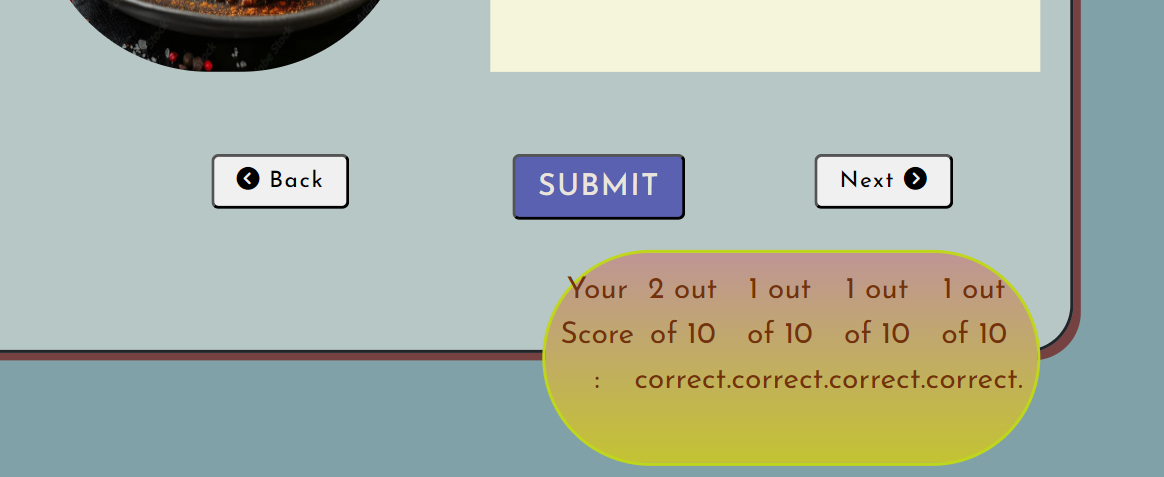 Back
SUBMIT
Next
Your 2 out 1 out 1 out 1 out
Score of 10 of 10 of 10 of 10
: correct.correct.correct.correct.